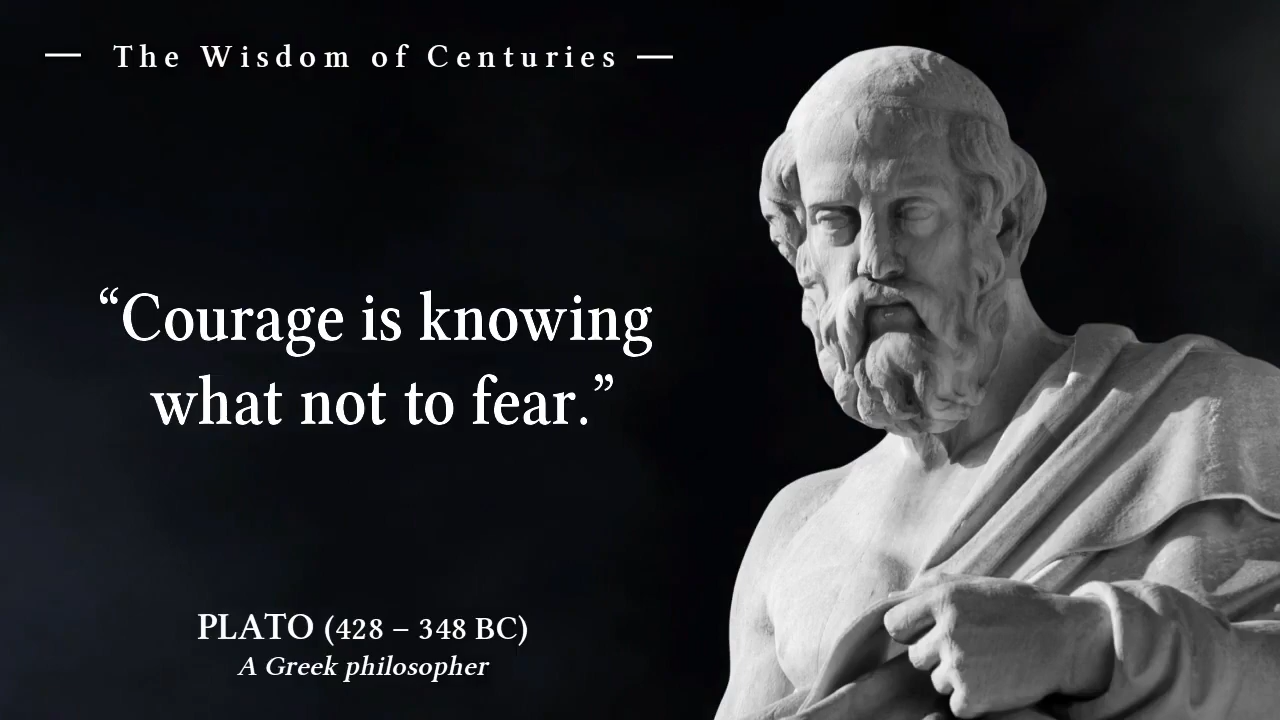 — The Wisdom of Centuries —
“Courage is knowing
what not to fear.”
PLATO (428 – 348 BC)
A Greek philosopher